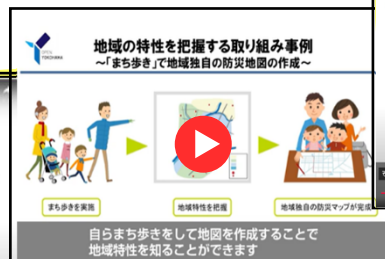 OPEN
YOKOHAMA
地域の特性を把握する取り組み事例
～「まち歩き」で地域独自の防災地図の作成～
まち歩きを実施
地域特性を把握
地域独自の防災マップが完成
自らまち歩きをして地図を作成することで
地域特性を知ることができます